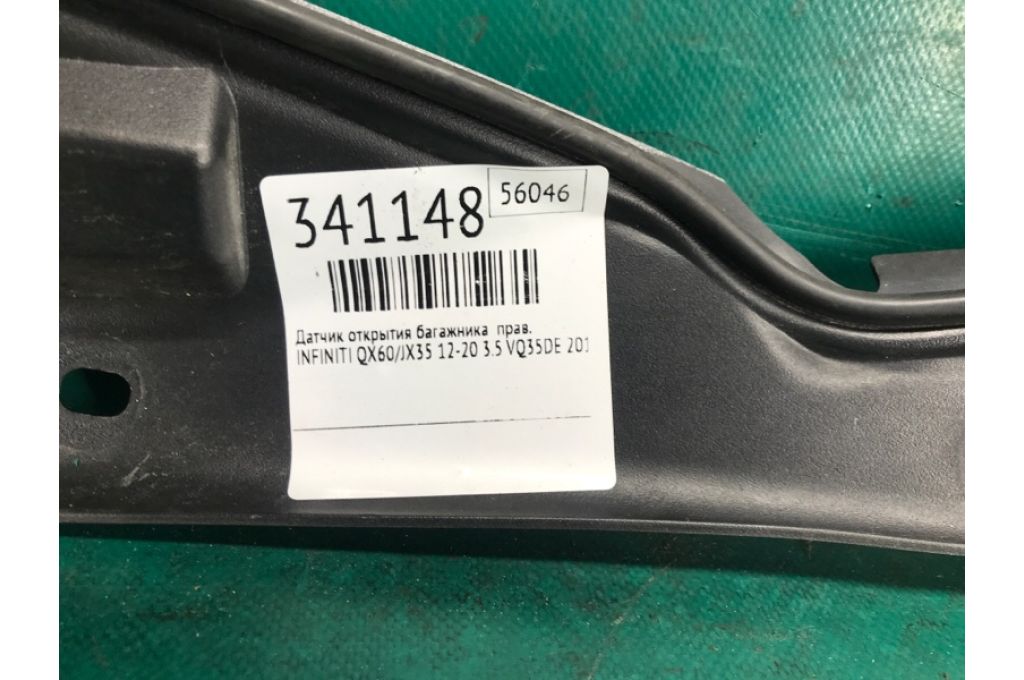 341148
56046
Датчик открытия багажника прав.
INFINITI QX60/JX35 12-20 3.5 VQ35DE 201